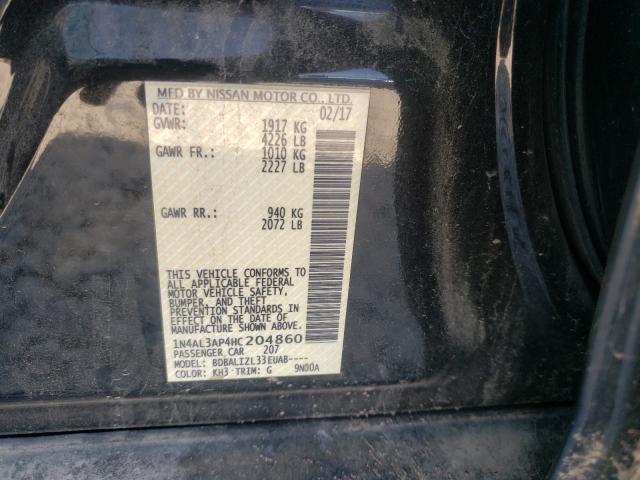 MFD BY NISSAN MOTOR CO., LTD.
DATE: 02/17
GVWR: 1917 KG
4226 LB
GAWR FR.: 1010 KG
2227 LB
GAWR RR.: 940 KG
2072 LB
THIS VEHICLE CONFORMS TO
ALL APPLICABLE FEDERAL
MOTOR VEHICLE SAFETY,
BUMPER, AND THEFT
PREVENTION STANDARDS IN
EFFECT ON THE DATE OF
MANUFACTURE SHOWN ABOVE.
1N4AL3AP4HC204860
PASSENGER CAR 207
MODEL: BDBALIZL33EUAB----
COLOR: KH3 TRIM: G 9N00A